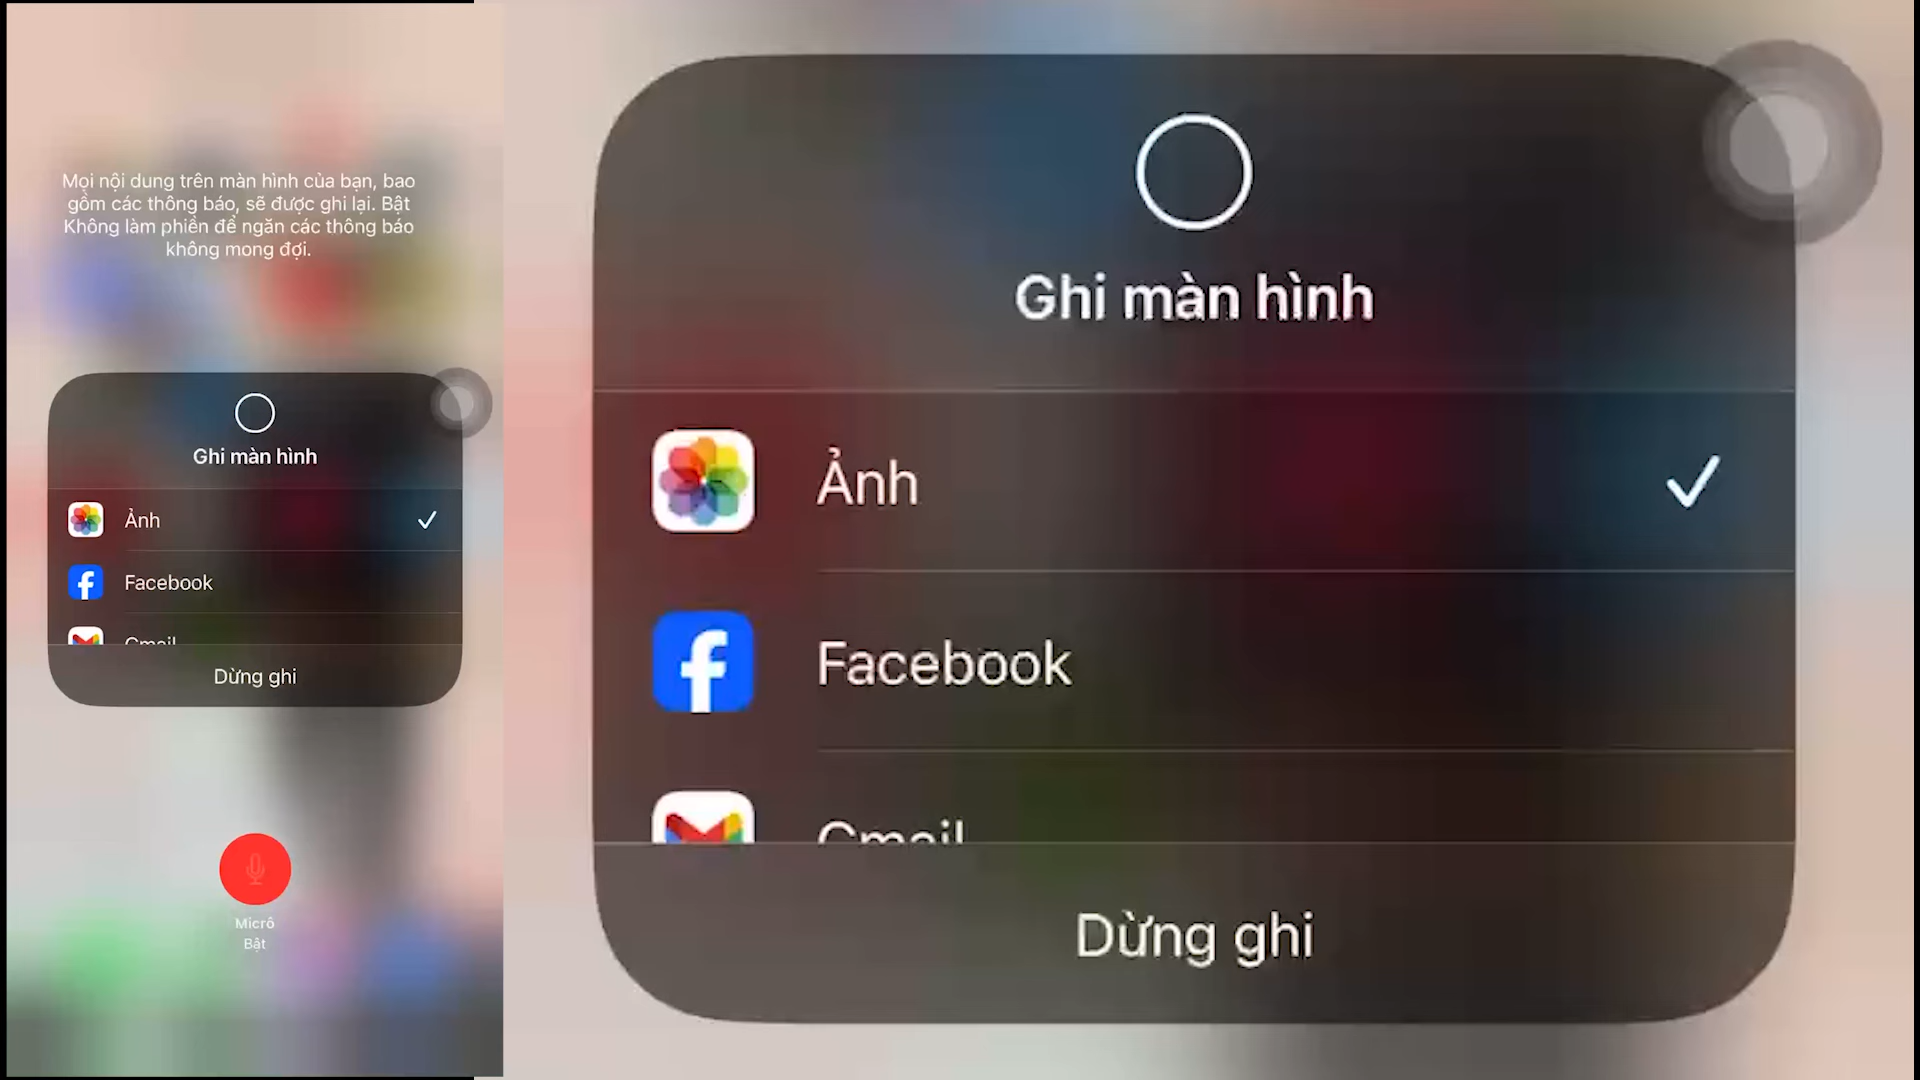 Mọi nội dung trên màn hình của bạn, bao
gồm các thông báo, sẽ được ghi lại. Bật
Không làm phiền để ngăn các thông báo
không mong đợi.
Ghi màn hình
Ảnh
Facebook
Gmail
Dừng ghi
Micrô
Bật
Ghi màn hình
Ảnh
Facebook
Gmail
Dừng ghi